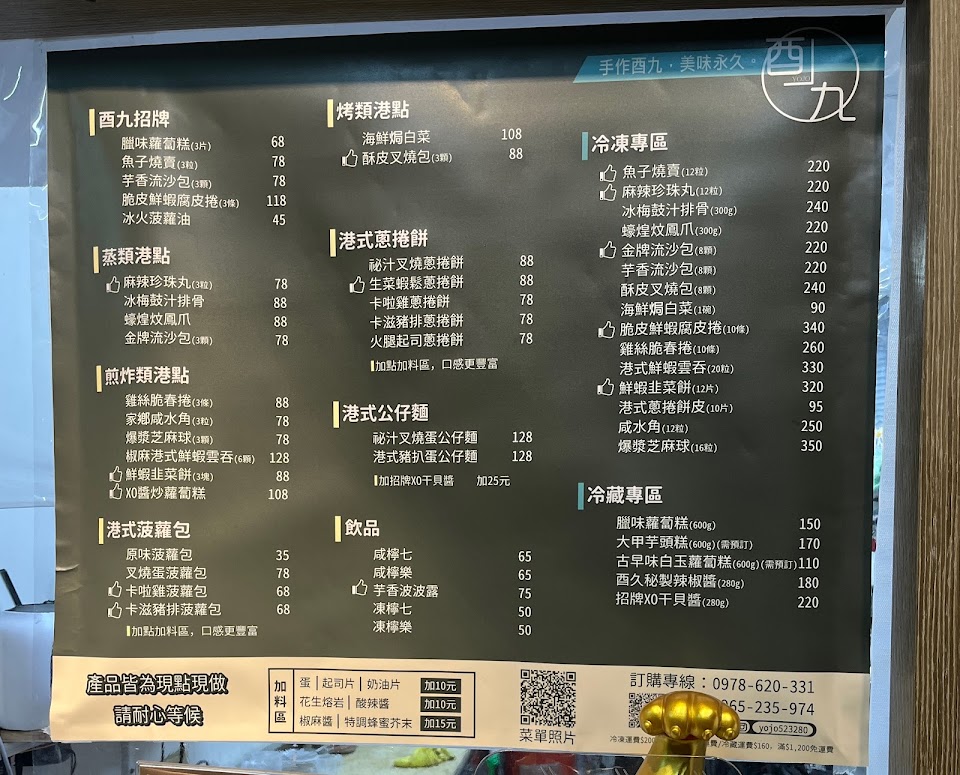 手作酉九．美味永久。
酉九
YOZO
酉九招牌
臘味蘿蔔糕(3片) 68
魚子燒賣(3粒) 78
芋香流沙包(3顆) 78
脆皮鮮蝦腐皮捲(3條) 118
冰火菠蘿油 45
蒸類港點
麻辣珍珠丸(3粒) 78
冰梅鼓汁排骨 88
蠔煌炆鳳爪 88
金牌流沙包(3顆) 78
煎炸類港點
雞絲脆春捲(3條) 88
家鄉咸水角(3粒) 78
爆漿芝麻球(3顆) 78
椒麻港式鮮蝦雲吞(6顆) 128
鮮蝦韭菜餅(3塊) 88
XO醬炒蘿蔔糕 108
港式菠蘿包
原味菠蘿包 35
叉燒蛋菠蘿包 78
卡啦雞菠蘿包 68
卡滋豬排菠蘿包 68
加點加料區，口感更豐富
烤類港點
海鮮焗白菜 108
酥皮叉燒包(3顆) 88
港式蔥捲餅
祕汁叉燒蔥捲餅 88
生菜蝦鬆蔥捲餅 88
卡啦雞蔥捲餅 78
卡滋豬排蔥捲餅 78
火腿起司蔥捲餅 78
加點加料區，口感更豐富
港式公仔麵
祕汁叉燒蛋公仔麵 128
港式豬扒蛋公仔麵 128
加招牌XO干貝醬 加25元
飲品
咸檸七 65
咸檸樂 65
芋香波波露 75
凍檸七 50
凍檸樂 50
冷凍專區
魚子燒賣(12粒) 220
麻辣珍珠丸(12粒) 220
冰梅鼓汁排骨(300g) 240
蠔煌炆鳳爪(300g) 220
金牌流沙包(8顆) 220
芋香流沙包(8顆) 220
酥皮叉燒包(8顆) 240
海鮮焗白菜(1碗) 90
脆皮鮮蝦腐皮捲(10條) 340
雞絲脆春捲(10條) 260
港式鮮蝦雲吞(20粒) 330
鮮蝦韭菜餅(12片) 320
港式蔥捲餅皮(10片) 95
咸水角(12粒) 250
爆漿芝麻球(16粒) 350
冷藏專區
臘味蘿蔔糕(600g) 150
大甲芋頭糕(600g)(需預訂) 170
古早味白玉蘿蔔糕(600g)(需預訂) 110
酉久秘製辣椒醬(280g) 180
招牌XO干貝醬(280g) 220
產品皆為現點現做
請耐心等候
加料區
蛋│起司片│奶油片 加10元
花生熔岩│酸辣醬 加10元
椒麻醬│特調蜂蜜芥末 加15元
菜單照片
訂購專線：0978-620-331
965-235-974
yojo523280
冷凍運費$200 費/冷藏運費$160，滿$1,200免運費